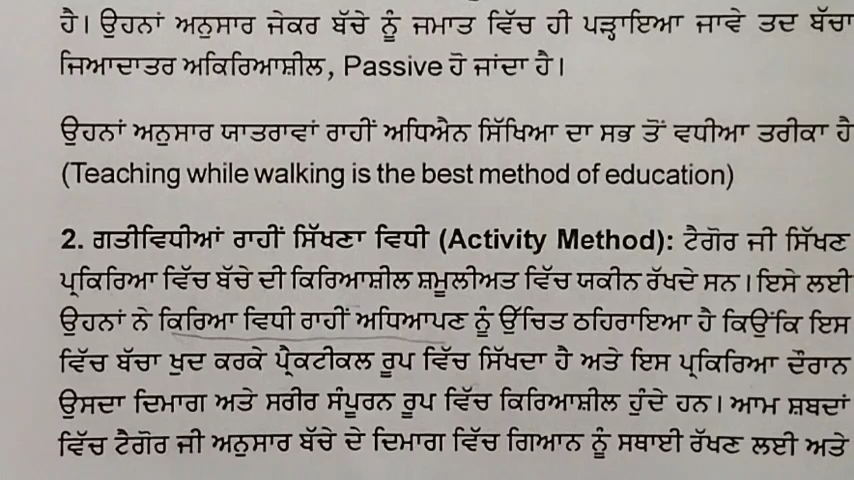 ਹੈ। ਉਹਨਾਂ ਅਨੁਸਾਰ ਜੇਕਰ ਬੱਚੇ ਨੂੰ ਜਮਾਤ ਵਿੱਚ ਹੀ ਪੜ੍ਹਾਇਆ ਜਾਵੇ ਤਦ ਬੱਚਾ
ਜਿਆਦਾਤਰ ਅਕਿਰਿਆਸ਼ੀਲ, Passive ਹੋ ਜਾਂਦਾ ਹੈ।
ਉਹਨਾਂ ਅਨੁਸਾਰ ਯਾਤਰਾਵਾਂ ਰਾਹੀਂ ਅਧਿਐਨ ਸਿੱਖਿਆ ਦਾ ਸਭ ਤੋਂ ਵਧੀਆ ਤਰੀਕਾ ਹੈ
(Teaching while walking is the best method of education)
2. ਗਤੀਵਿਧੀਆਂ ਰਾਹੀਂ ਸਿੱਖਣਾ ਵਿਧੀ (Activity Method): ਟੈਗੋਰ ਜੀ ਸਿੱਖਣ
ਪ੍ਰਕਿਰਿਆ ਵਿੱਚ ਬੱਚੇ ਦੀ ਕਿਰਿਆਸ਼ੀਲ ਸ਼ਮੂਲੀਅਤ ਵਿੱਚ ਯਕੀਨ ਰੱਖਦੇ ਸਨ। ਇਸੇ ਲਈ
ਉਹਨਾਂ ਨੇ ਕਿਰਿਆ ਵਿਧੀ ਰਾਹੀਂ ਅਧਿਆਪਣ ਨੂੰ ਉੱਚਿਤ ਠਹਿਰਾਇਆ ਹੈ ਕਿਉਂਕਿ ਇਸ
ਵਿੱਚ ਬੱਚਾ ਖੁਦ ਕਰਕੇ ਪ੍ਰੈਕਟੀਕਲ ਰੂਪ ਵਿੱਚ ਸਿੱਖਦਾ ਹੈ ਅਤੇ ਇਸ ਪ੍ਰਕਿਰਿਆ ਦੌਰਾਨ
ਉਸਦਾ ਦਿਮਾਗ ਅਤੇ ਸਰੀਰ ਸੰਪੂਰਨ ਰੂਪ ਵਿੱਚ ਕਿਰਿਆਸ਼ੀਲ ਹੁੰਦੇ ਹਨ। ਆਮ ਸ਼ਬਦਾਂ
ਵਿੱਚ ਟੈਗੋਰ ਜੀ ਅਨੁਸਾਰ ਬੱਚੇ ਦੇ ਦਿਮਾਗ ਵਿੱਚ ਗਿਆਨ ਨੂੰ ਸਥਾਈ ਰੱਖਣ ਲਈ ਅਤੇ